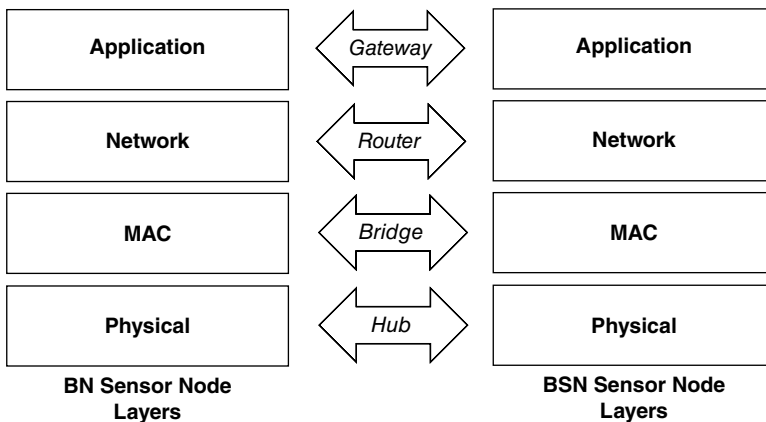 Application Gateway Application
Network Router Network
MAC Bridge MAC
Physical Hub Physical
BN Sensor Node BSN Sensor Node
Layers Layers